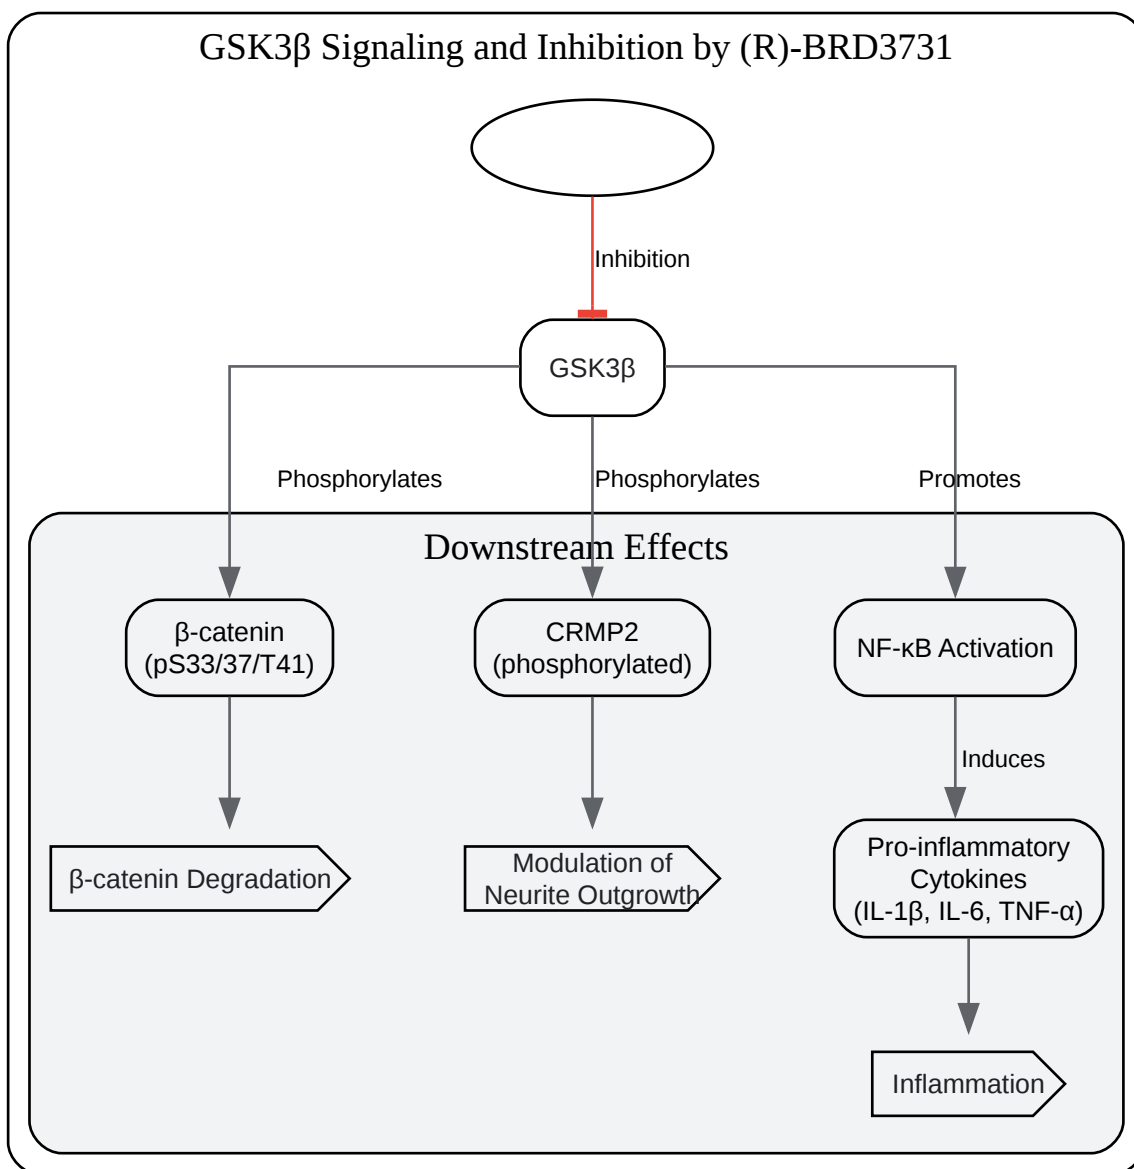 GSK3β Signaling and Inhibition by (R)-BRD3731
Inhibition
GSK3β
Phosphorylates
Phosphorylates
Promotes
Downstream Effects
β-catenin
(pS33/37/T41)
CRMP2
(phosphorylated)
NF-κB Activation
Induces
β-catenin Degradation
Modulation of
Neurite Outgrowth
Pro-inflammatory
Cytokines
(IL-1β, IL-6, TNF-α)
Inflammation